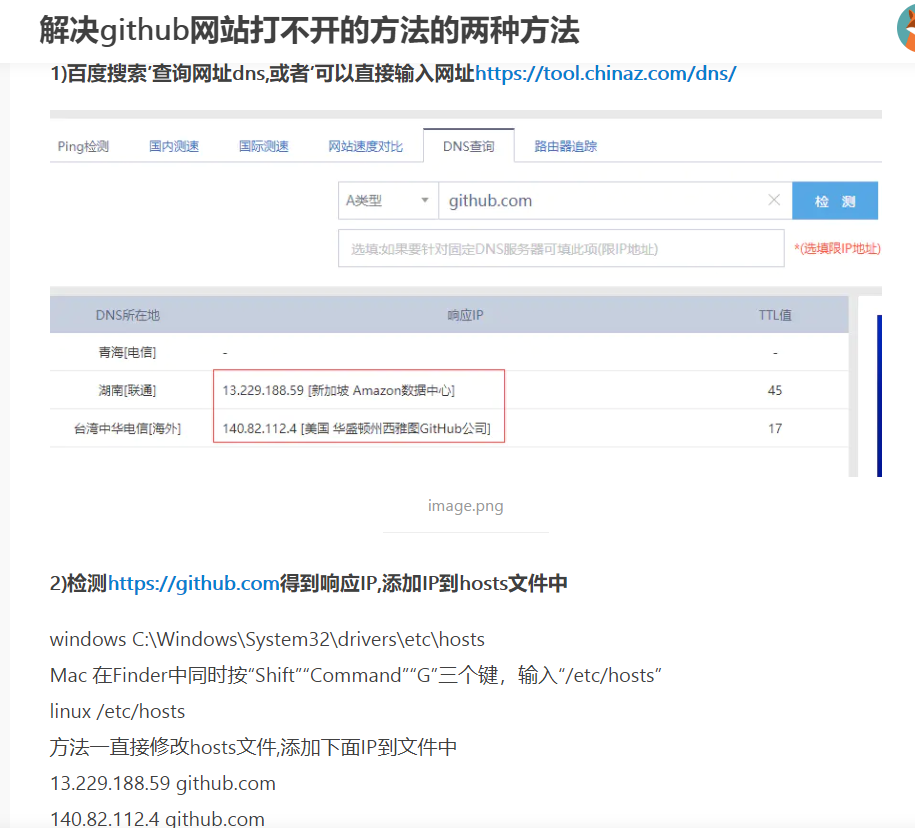 解决github网站打不开的方法的两种方法
1)百度搜索‘查询网址dns,或者‘可以直接输入网址https://tool.chinaz.com/dns/
Ping检测 国内测速 国际测速 网站速度对比 DNS查询 路由器追踪
A类型 github.com 检 测
选填:如果要针对固定DNS服务器可填此项(限IP地址) *(选填限IP地址)
DNS所在地 响应IP TTL值
青海[电信] - -
湖南[联通] 13.229.188.59 [新加坡 Amazon数据中心] 45
台湾中华电信[海外] 140.82.112.4 [美国 华盛顿州西雅图GitHub公司] 17
image.png
2)检测https://github.com得到响应IP,添加IP到hosts文件中
windows C:\Windows\System32\drivers\etc\hosts
Mac 在Finder中同时按“Shift”“Command”“G”三个键，输入“/etc/hosts”
linux /etc/hosts
方法一直接修改hosts文件,添加下面IP到文件中
13.229.188.59 github.com
140.82.112.4 github.com